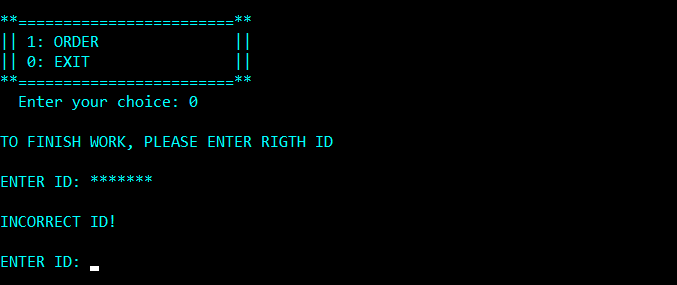 **========================**
|| 1: ORDER               ||
|| 0: EXIT                ||
**========================**
  Enter your choice: 0
TO FINISH WORK, PLEASE ENTER RIGTH ID
ENTER ID: *******
INCORRECT ID!
ENTER ID: